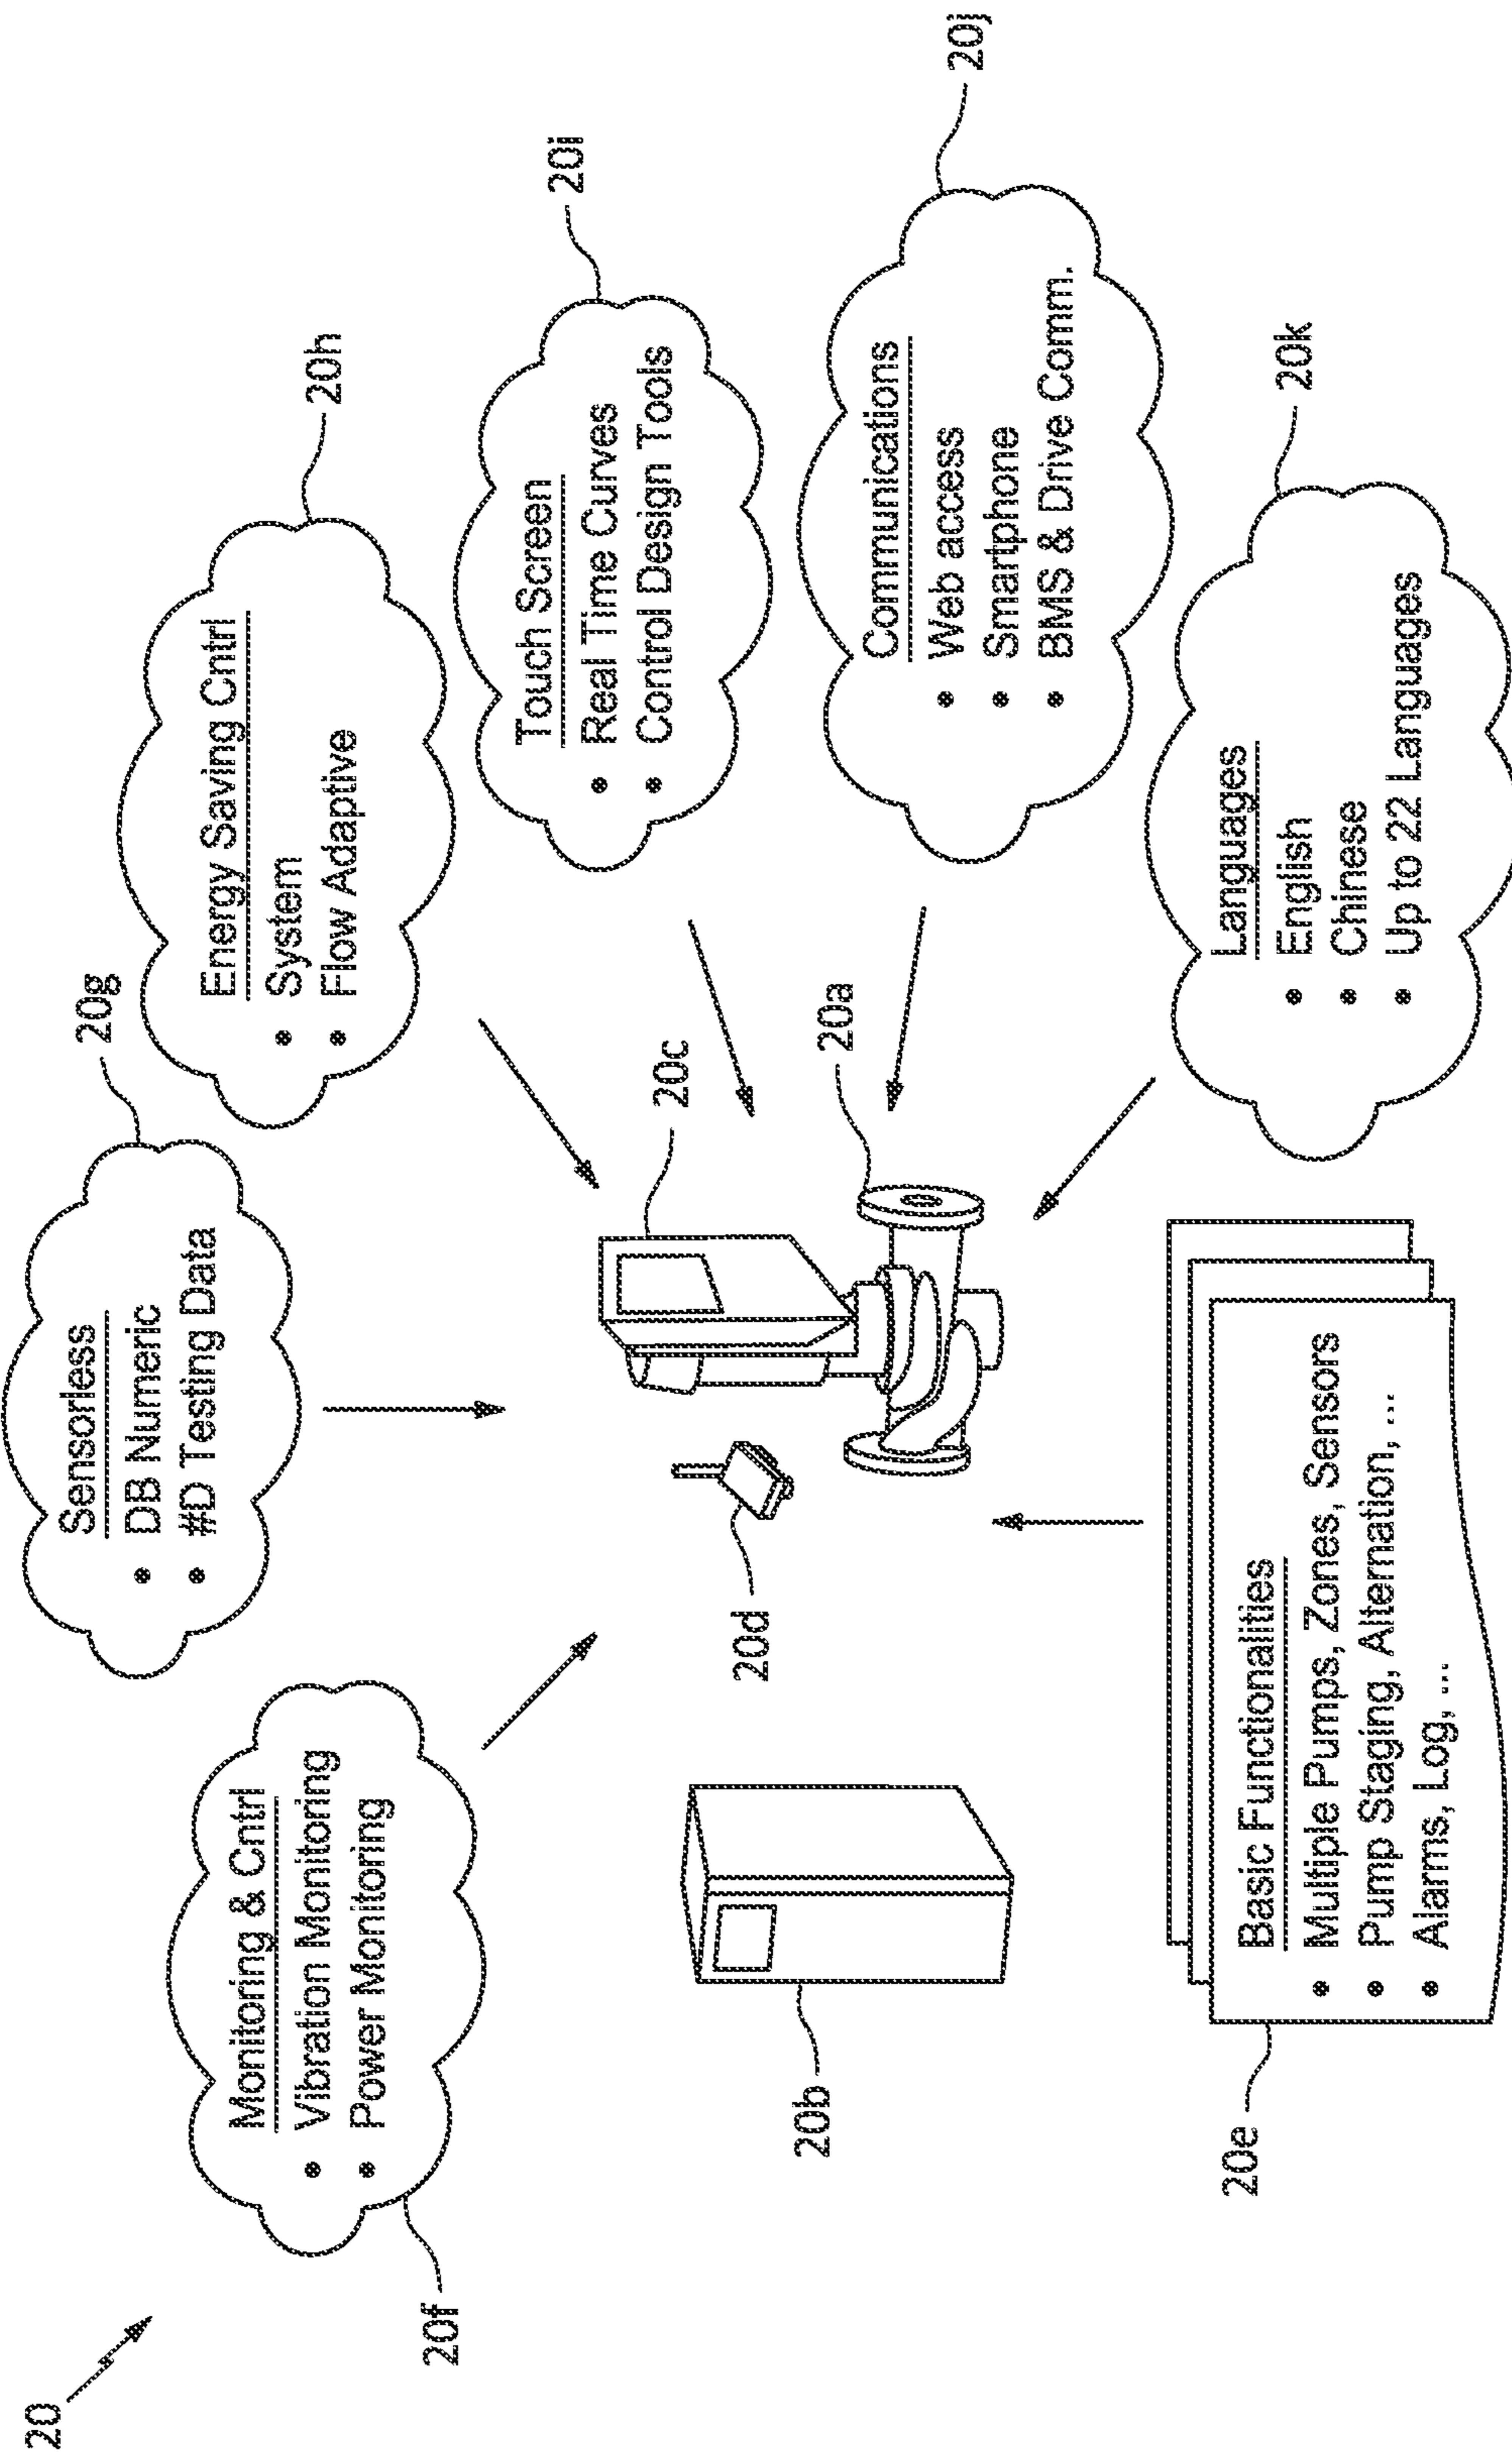 20
20f
Monitoring & Cntrl
• Vibration Monitoring
• Power Monitoring
20g
Sensorless
• DB Numeric
• #D Testing Data
20h
Energy Saving Cntrl
• System
• Flow Adaptive
20i
Touch Screen
• Real Time Curves
• Control Design Tools
20j
Communications
• Web access
• Smartphone
• BMS & Drive Comm.
20k
Languages
• English
• Chinese
• Up to 22 Languages
20b
20d
20c
20a
20e
Basic Functionalities
• Multiple Pumps, Zones, Sensors
• Pump Staging, Alternation, ...
• Alarms, Log, ...